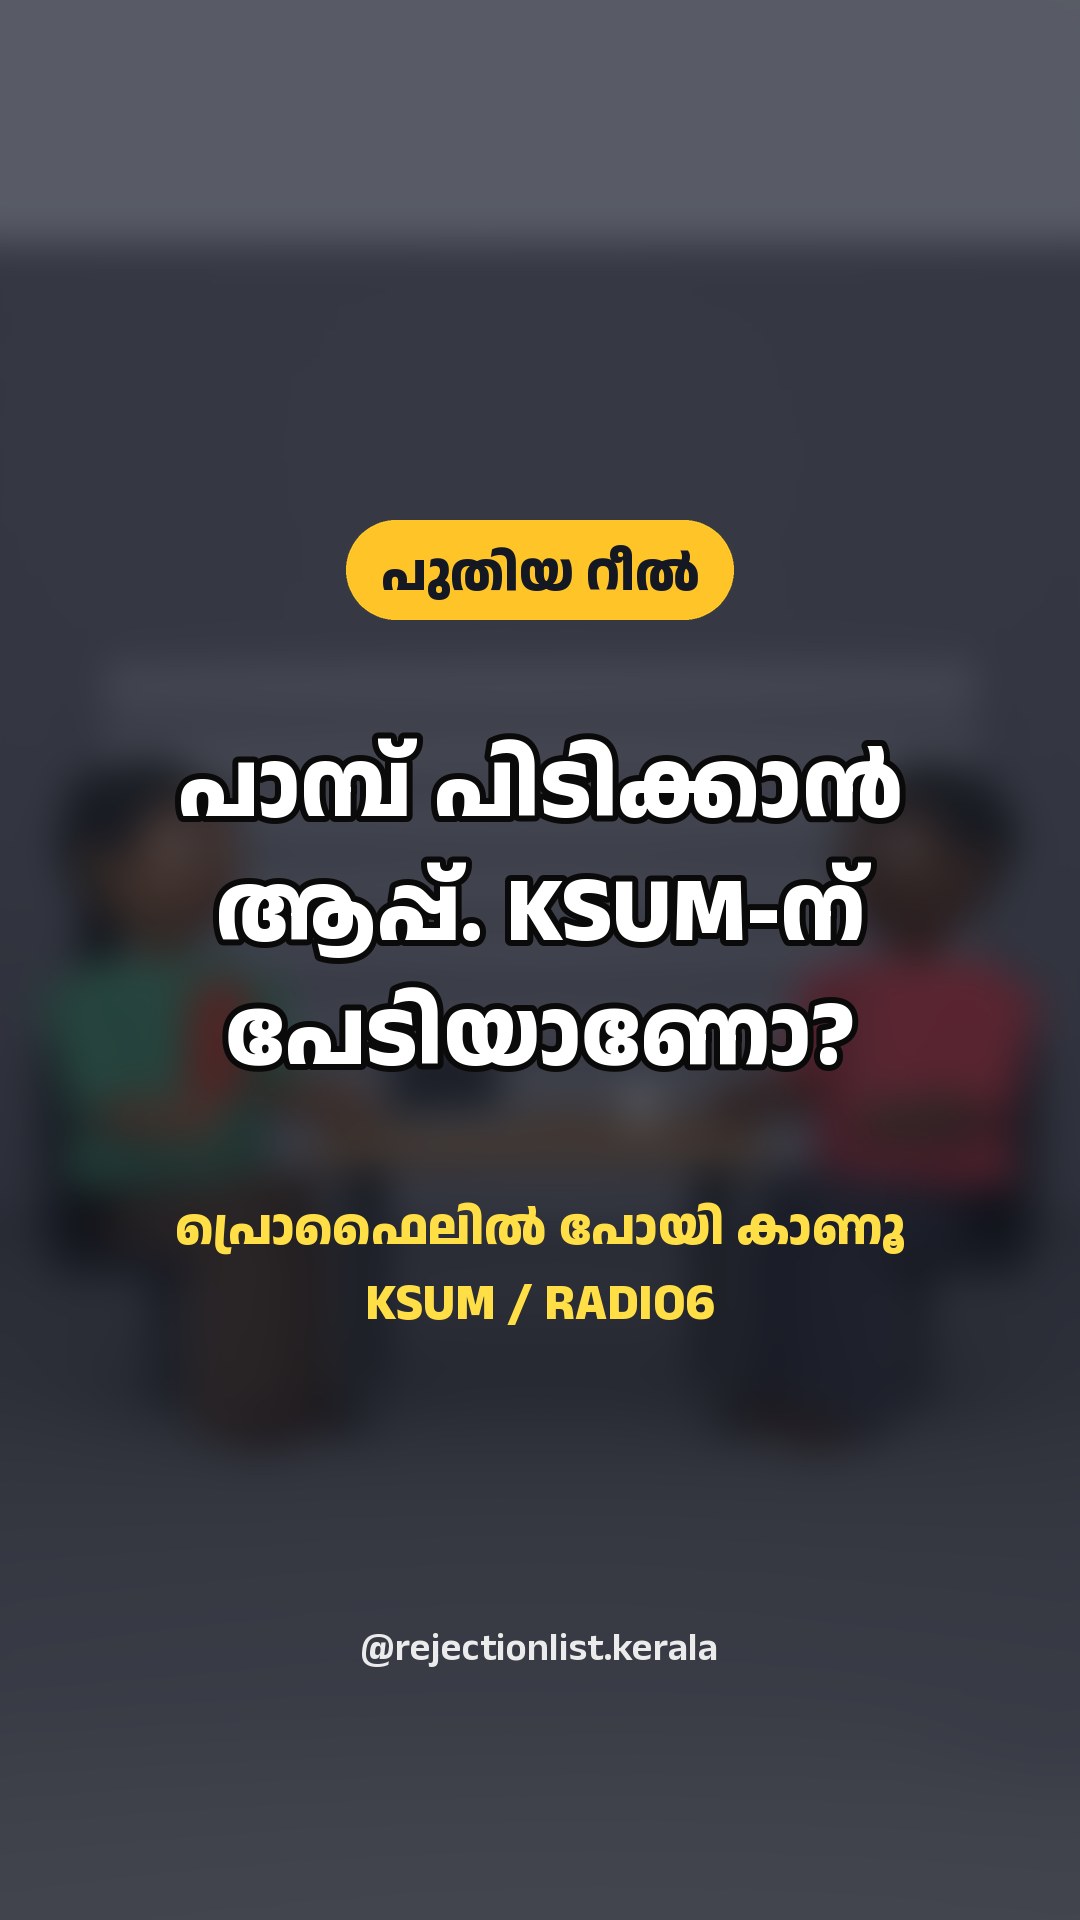 പുതിയ റീൽ
പാമ്പ് പിടിക്കാൻ
ആപ്പ്. KSUM-ന്
പേടിയാണോ?
പ്രൊഫൈലിൽ പോയി കാണൂ
KSUM / RADIO6
@rejectionlist.kerala